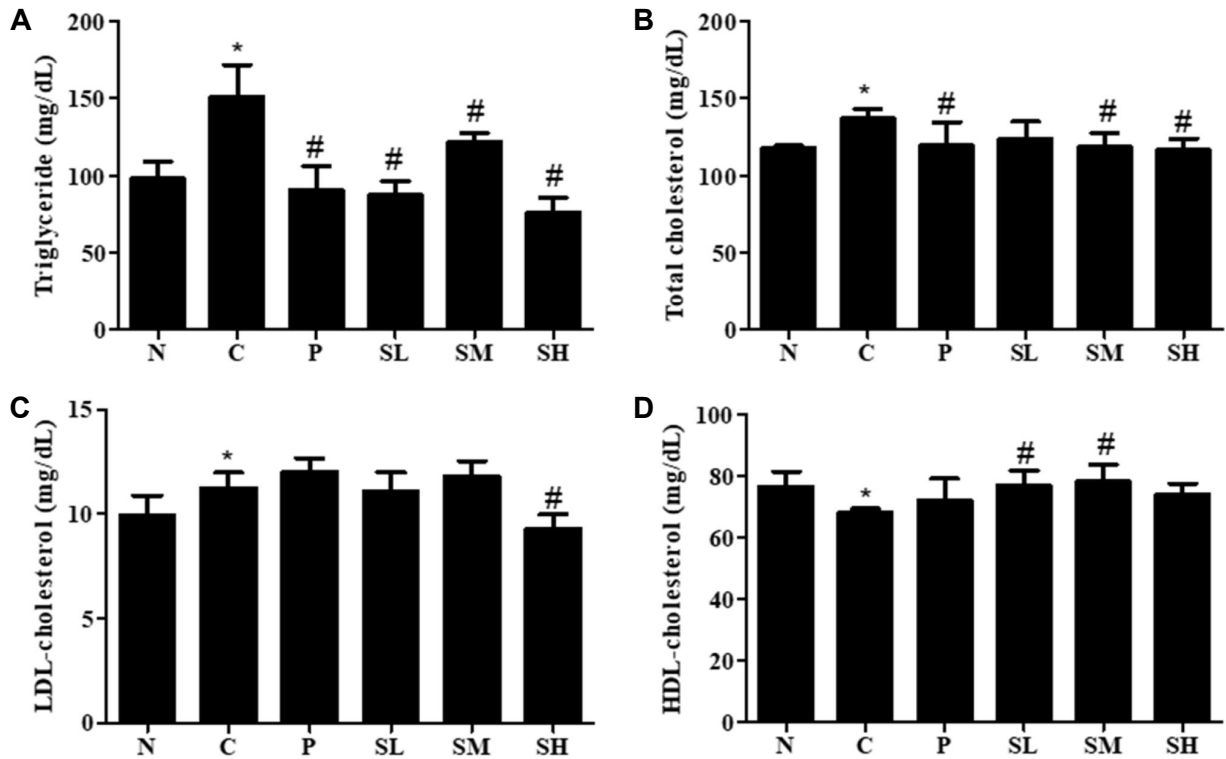 A
Triglyceride (mg/dL)
200
150
100
50
0
*
#
#
#
#
N C P SL SM SH
B
Total cholesterol (mg/dL)
200
150
100
50
0
*
#
#
#
N C P SL SM SH
C
LDL-cholesterol (mg/dL)
15
10
5
0
*
#
N C P SL SM SH
D
HDL-cholesterol (mg/dL)
100
80
60
40
20
0
*
#
#
N C P SL SM SH